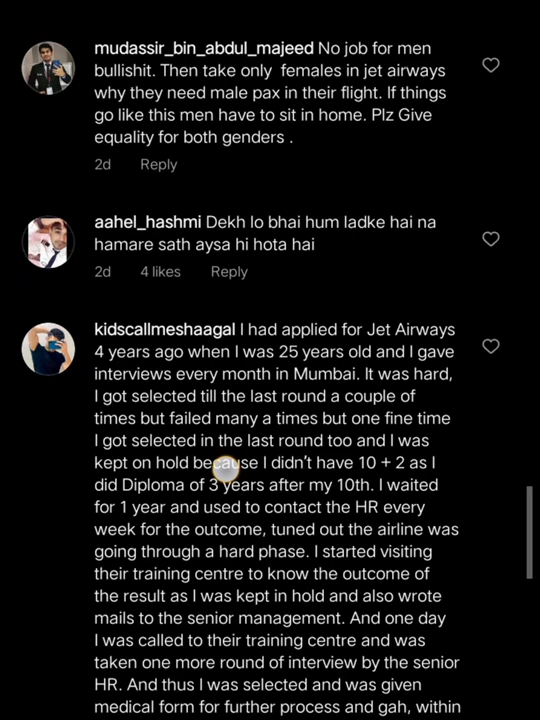 mudassir_bin_abdul_majeed No job for men
bullishit. Then take only females in jet airways
why they need male pax in their flight. If things
go like this men have to sit in home. Plz Give
equality for both genders .
2d Reply
aahel_hashmi Dekh lo bhai hum ladke hai na
hamare sath aysa hi hota hai
2d 4 likes Reply
kidscallmeshaagal I had applied for Jet Airways
4 years ago when I was 25 years old and I gave
interviews every month in Mumbai. It was hard,
I got selected till the last round a couple of
times but failed many a times but one fine time
I got selected in the last round too and I was
kept on hold because I didn't have 10 + 2 as I
did Diploma of 3 years after my 10th. I waited
for 1 year and used to contact the HR every
week for the outcome, tuned out the airline was
going through a hard phase. I started visiting
their training centre to know the outcome of
the result as I was kept in hold and also wrote
mails to the senior management. And one day
I was called to their training centre and was
taken one more round of interview by the senior
HR. And thus I was selected and was given
medical form for further process and gah, within